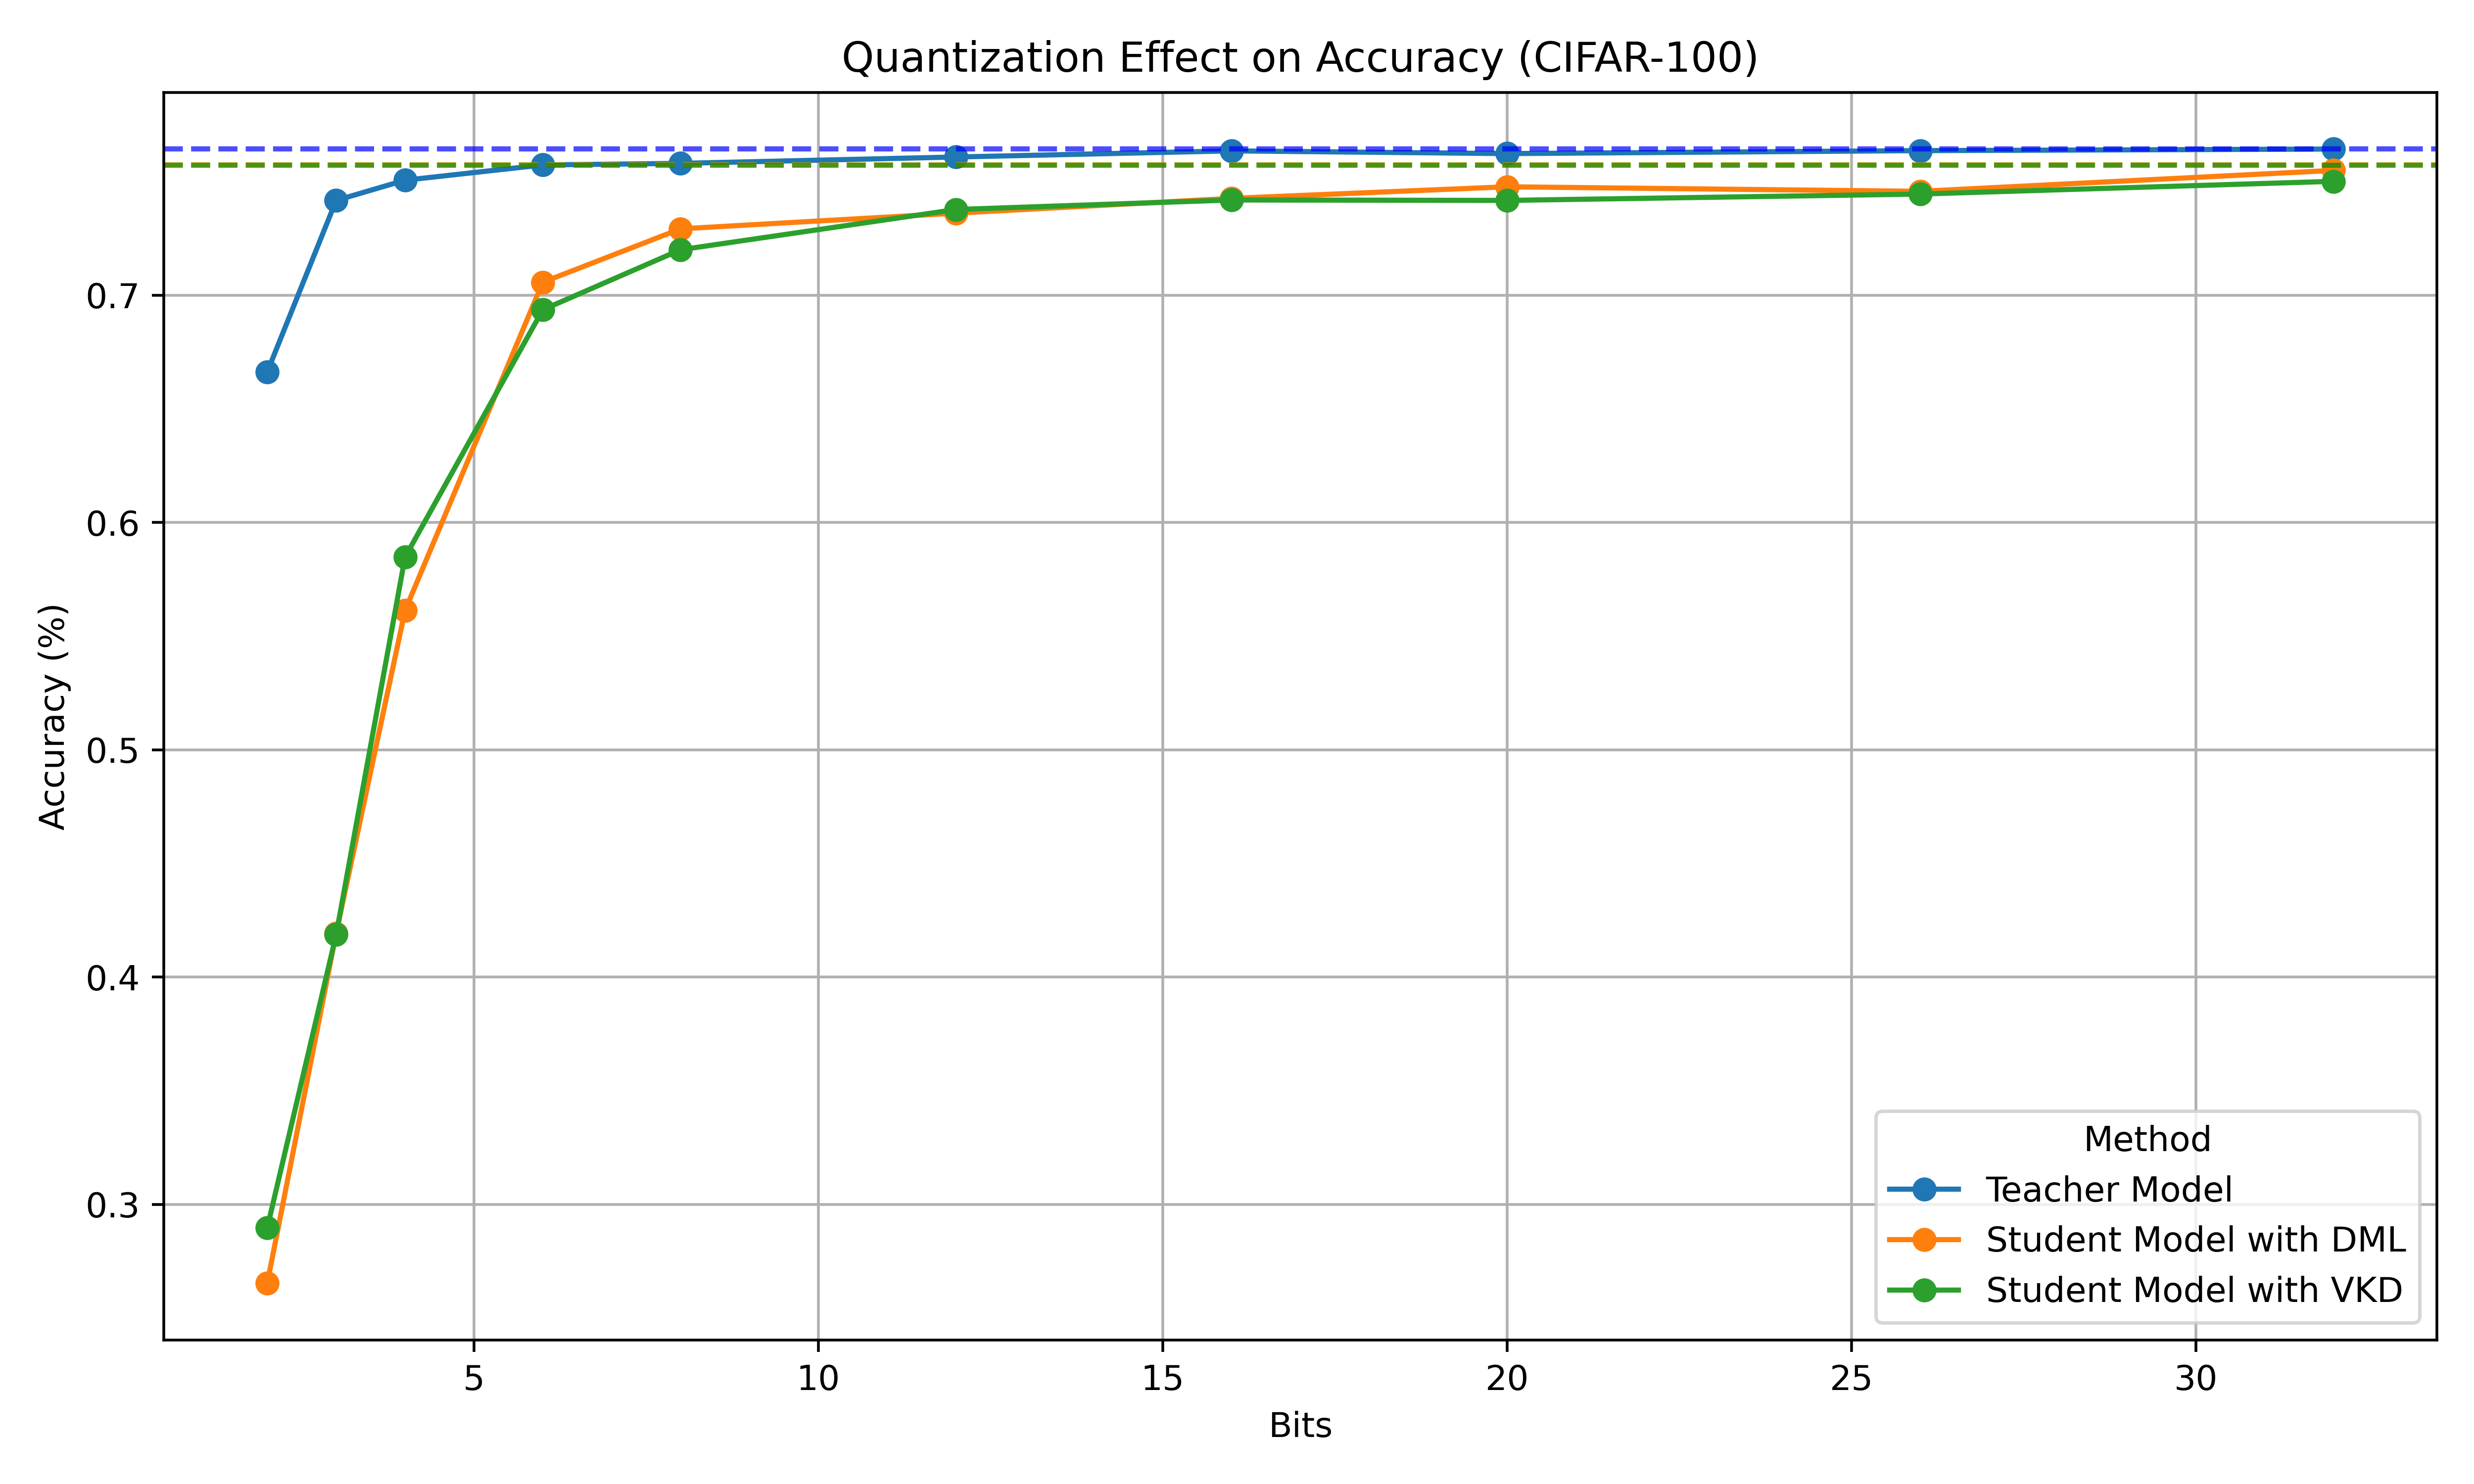 Quantization Effect on Accuracy (CIFAR-100)
Accuracy (%)
0.7
0.6
0.5
0.4
0.3
5 10 15 20 25 30
Bits
Method
Teacher Model
Student Model with DML
Student Model with VKD